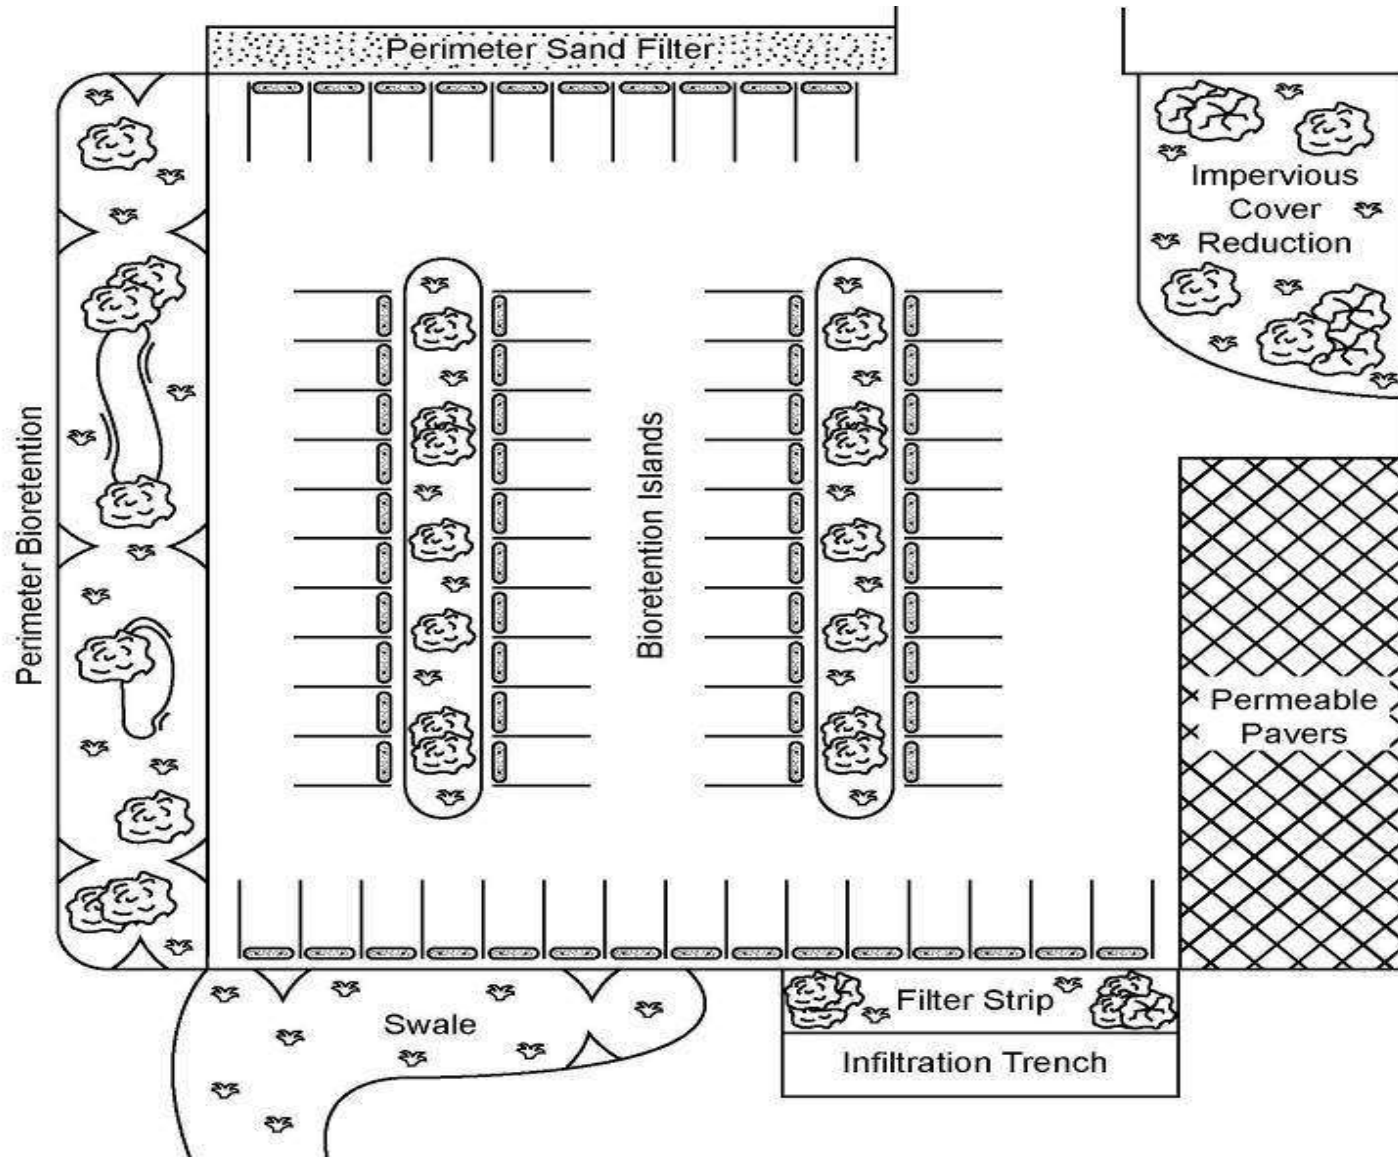 Perimeter Sand Filter
Impervious
Cover
Reduction
Perimeter Bioretention
Bioretention Islands
Permeable
Pavers
Swale
Filter Strip
Infiltration Trench